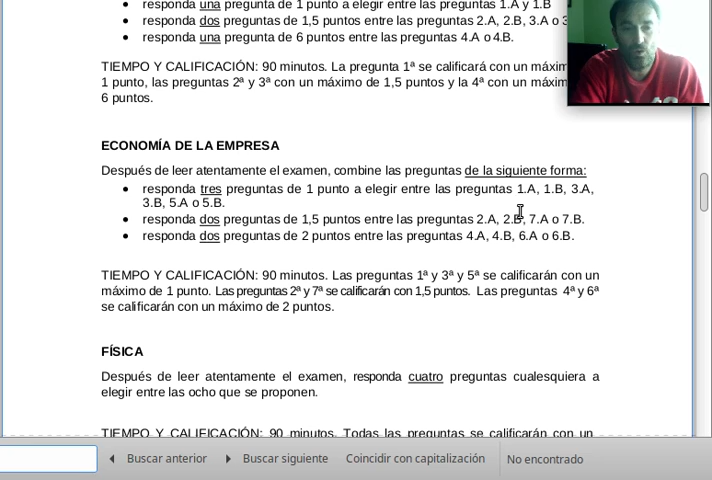 responda una pregunta de 1 punto a elegir entre las preguntas 1.A y 1.B
responda dos preguntas de 1,5 puntos entre las preguntas 2.A, 2.B, 3.A o
responda una pregunta de 6 puntos entre las preguntas 4.A o 4.B.
TIEMPO Y CALIFICACIÓN: 90 minutos. La pregunta 1ª se calificará con un
1 punto, las preguntas 2ª y 3ª con un máximo de 1,5 puntos y la 4ª con un
6 puntos.
ECONOMÍA DE LA EMPRESA
Después de leer atentamente el examen, combine las preguntas de la siguiente forma:
responda tres preguntas de 1 punto a elegir entre las preguntas 1.A, 1.B, 3.A,
3.B, 5.A o 5.B.
responda dos preguntas de 1,5 puntos entre las preguntas 2.A, 2.B, 7.A o 7.B.
responda dos preguntas de 2 puntos entre las preguntas 4.A, 4.B, 6.A o 6.B.
TIEMPO Y CALIFICACIÓN: 90 minutos. Las preguntas 1ª y 3ª y 5ª se calificarán con un
máximo de 1 punto. Las preguntas 2ª y 7ª se calificarán con 1,5 puntos. Las preguntas 4ª y 6ª
se calificarán con un máximo de 2 puntos.
FÍSICA
Después de leer atentamente el examen, responda cuatro preguntas cualesquiera a
elegir entre las ocho que se proponen.
TIEMPO Y CALIFICACIÓN: 90 minutos. Todas las preguntas se calificarán con un
Buscar anterior Buscar siguiente Coincidir con capitalización No encontrado